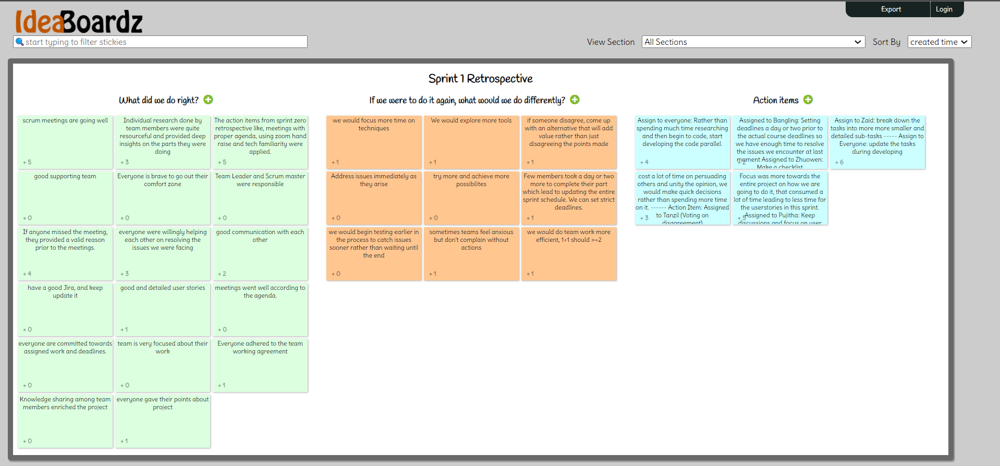 Export
Login
IdeaBoardz
start typing to filter stickies
View Section
All Sections
Sort By
created time
Sprint 1 Retrospective
What did we do right?
scrum meetings are going well
+5
Individual research done by
team members were quite
resourceful and provided deep
insights on the parts they were
doing
+3
The action items from sprint zero
retrospective like, meetings with
proper agenda, using zoom hand
raise and tech familiarity were
applied.
+5
good supporting team
+0
Everyone is brave to go out their
comfort zone
+0
Team Leader and Scrum master
were responsible
+0
If anyone missed the meeting,
they provided a valid reason
prior to the meetings.
+4
everyone were willingly helping
each other on resolving the
issues we were facing
+3
good communication with each
other
+2
have a good Jira, and keep
update it
+0
good and detailed user stories
+1
meetings went well according to
the agenda.
+0
everyone are committed towards
assigned work and deadlines.
+0
team is very focused about their
work
+0
Everyone adhered to the team
working agreement
+1
Knowledge sharing among team
members enriched the project
+0
everyone gave their points about
project
+1
If we were to do it again, what would we do differently?
we would focus more time on
techniques
+1
We would explore more tools
+1
if someone disagree, come up
with an alternative that will add
value rather than just
disagreeing the points made
+1
Address issues immediately as
they arise
+0
try more and achieve more
possibilites
+0
Few members took a day or two
more to complete their part
which lead to updating the entire
sprint schedule. We can set strict
deadlines.
+1
we would begin testing earlier in
the process to catch issues
sooner rather than waiting until
the end
+0
sometimes teams feel anxious
but don't complain without
actions
+1
we would do team work more
efficient, 1+1 should >=2
+1
Action items
Assign to everyone: Rather than
spending much time researching
and then begin to code, start
developing the code parallel.
+4
Assigned to Bangling: Setting
deadlines a day or two prior to
the actual course deadlines so
we have enough time to resolve
the issues we encounter at last
moment Assigned to Zhuowen:
Make a checklist
+2
Assign to Zaid: break down the
tasks into more more smaller and
detailed sub-tasks ----- Assign to
Everyone: update the tasks
during developing
+6
cost a lot of time on persuading
others and unity the opinion, we
would make quick decisions
rather than spending more time
on it. ------ Action Item: Assigned
to Tanzil (Voting on
disagreement)
+3
Focus was more towards the
entire project on how we are
going to do it, that consumed a
lot of time leading to less time for
the userstories in this sprint.
Assigned to Pujitha: Keep
discussions and focus on user